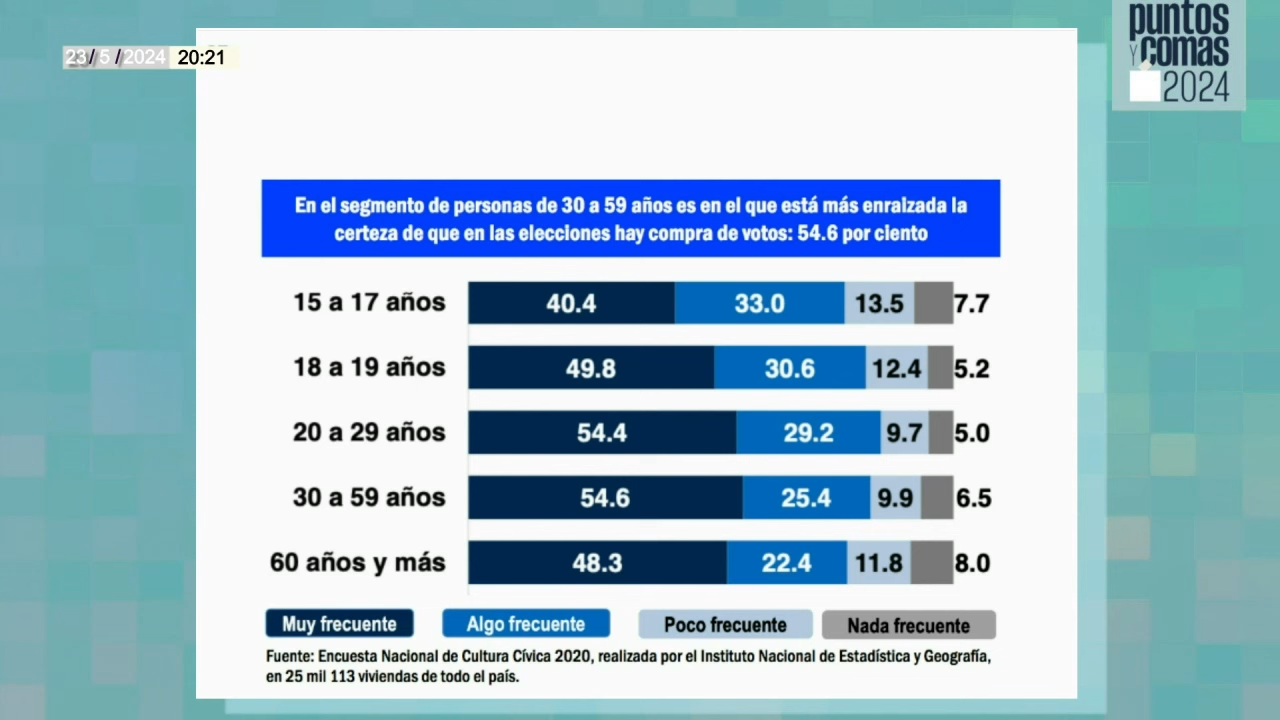 puntos
Y comas
2024
23/ 5 /2024 20:21
En el segmento de personas de 30 a 59 años es en el que está más enraizada la
certeza de que en las elecciones hay compra de votos: 54.6 por ciento
15 a 17 años 40.4 33.0 13.5 7.7
18 a 19 años 49.8 30.6 12.4 5.2
20 a 29 años 54.4 29.2 9.7 5.0
30 a 59 años 54.6 25.4 9.9 6.5
60 años y más 48.3 22.4 11.8 8.0
Muy frecuente Algo frecuente Poco frecuente Nada frecuente
Fuente: Encuesta Nacional de Cultura Cívica 2020, realizada por el Instituto Nacional de Estadística y Geografía,
en 25 mil 113 viviendas de todo el país.